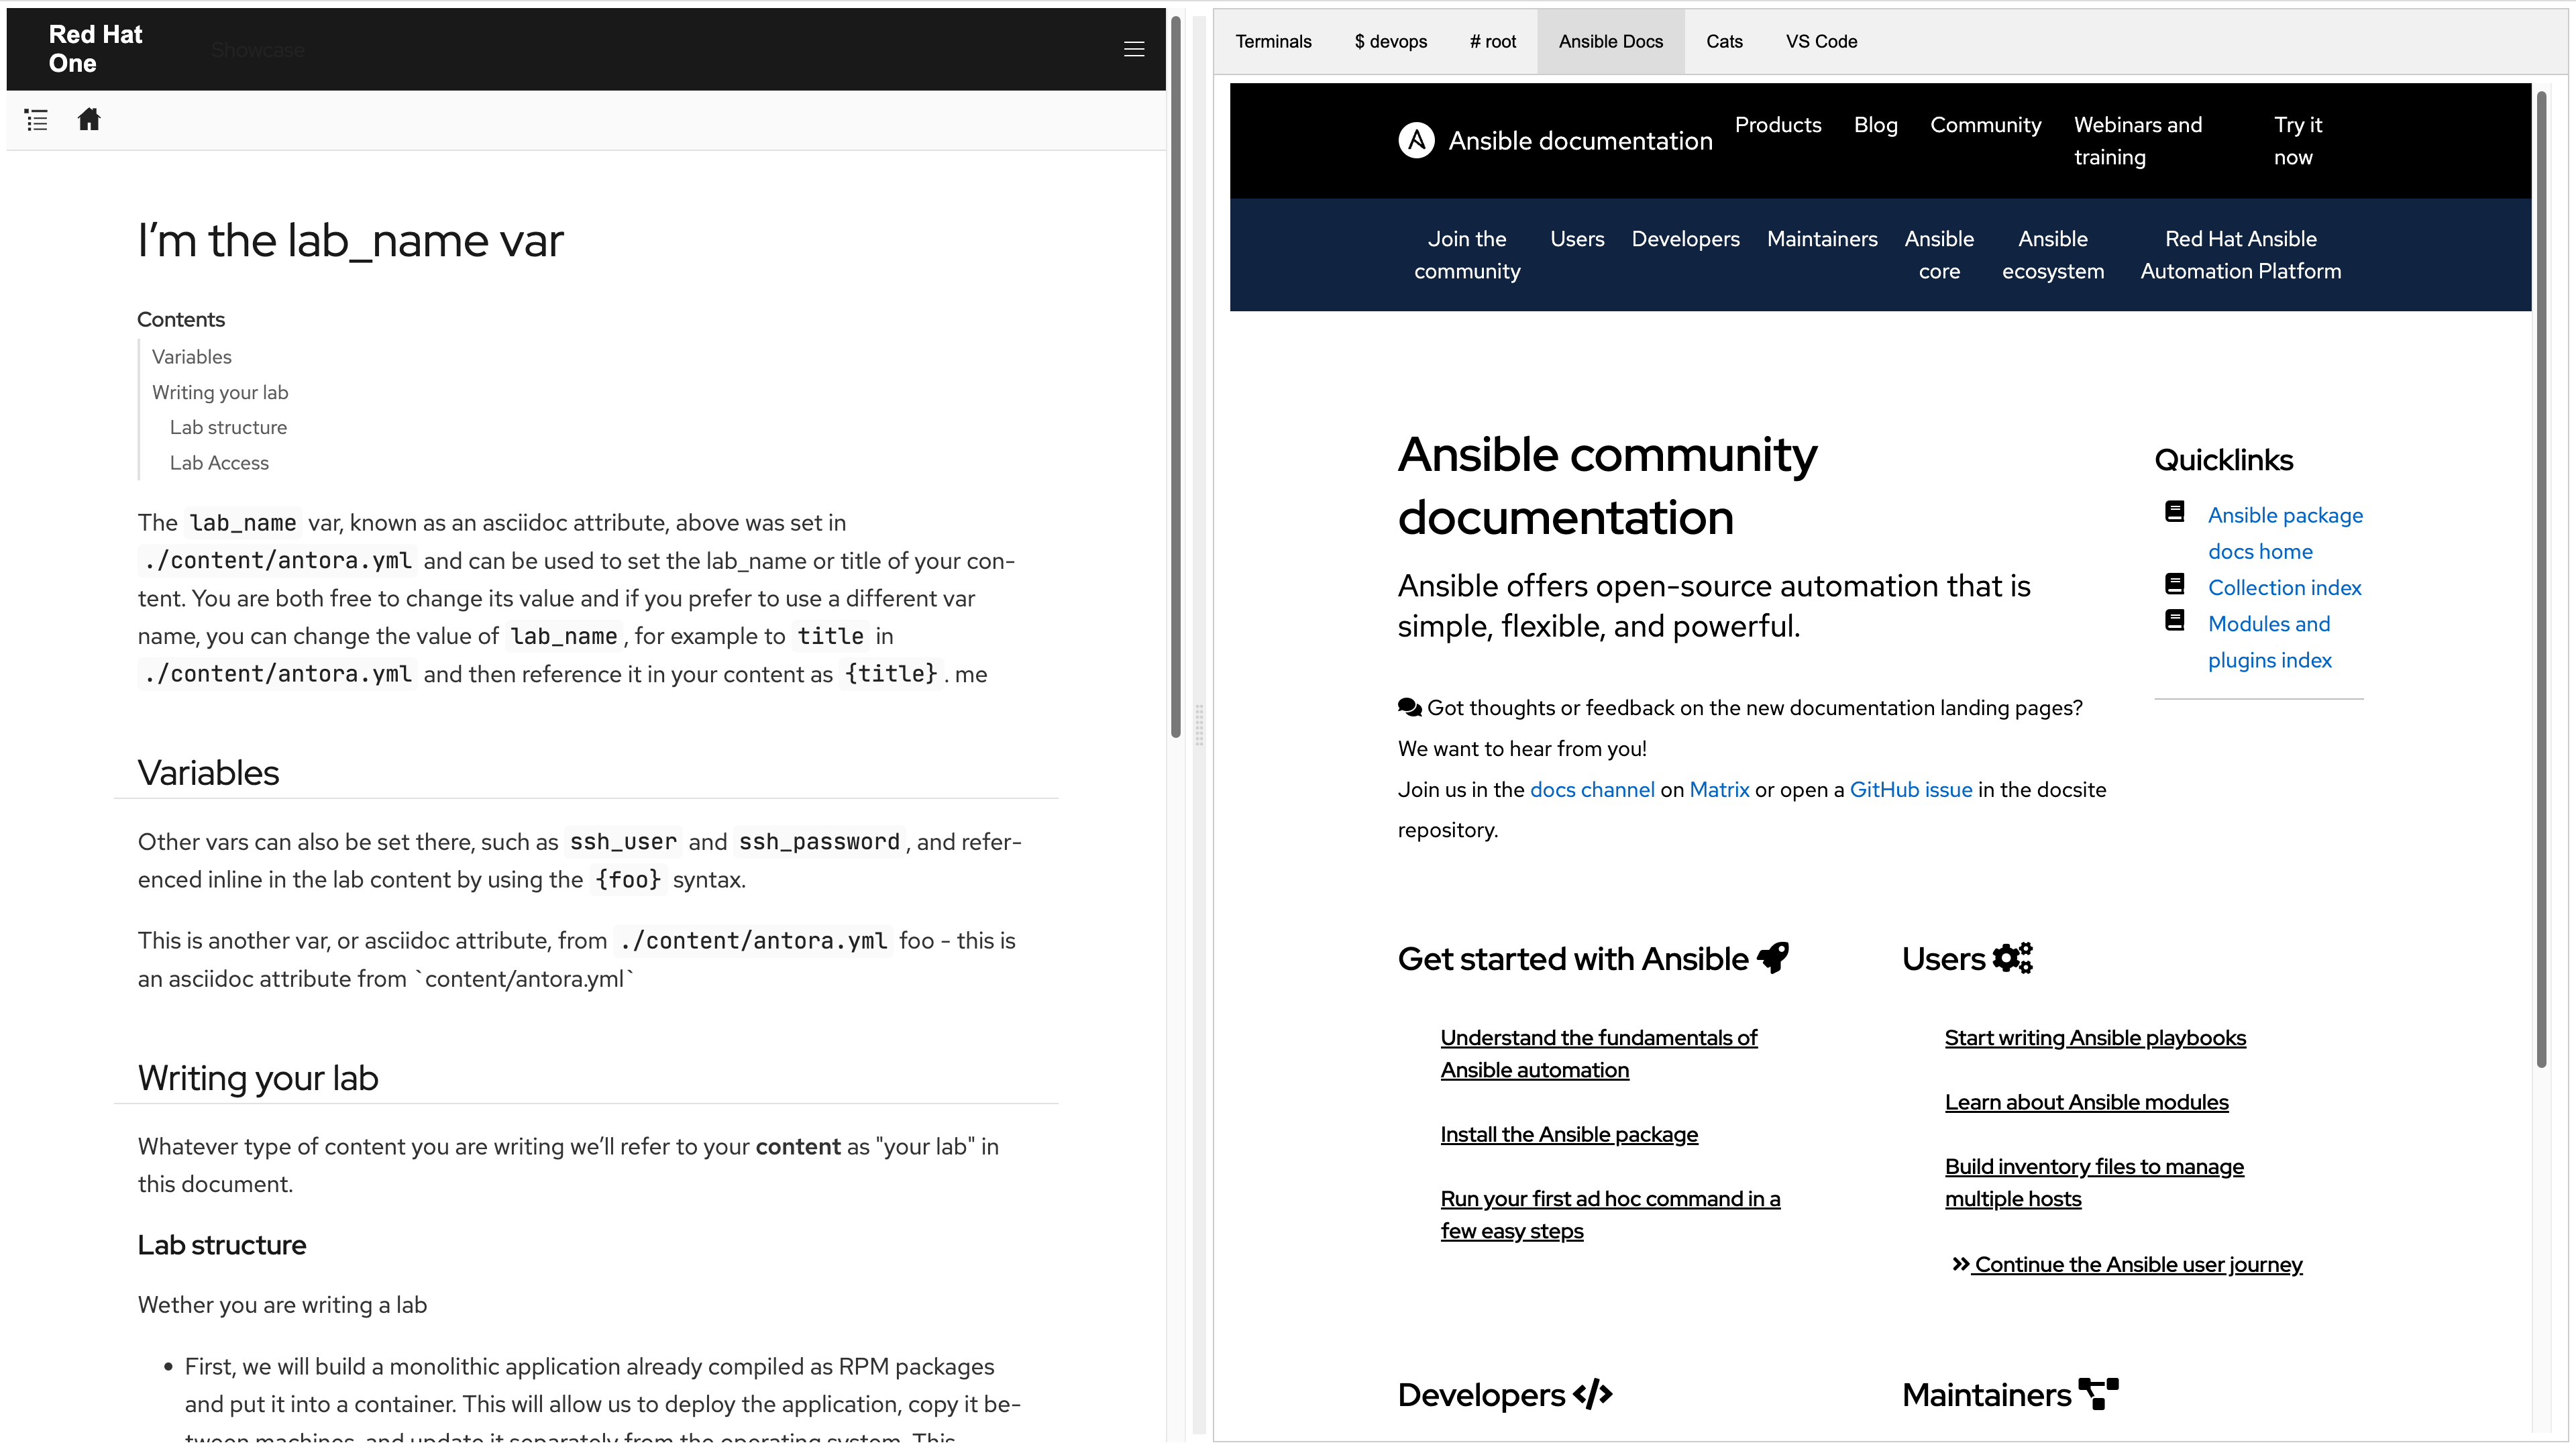 Red Hat
One
Showcase
I'm the lab_name var
Contents
Variables
Writing your lab
Lab structure
Lab Access
The lab_name var, known as an asciidoc attribute, above was set in
./content/antora.yml and can be used to set the lab_name or title of your con-
tent. You are both free to change its value and if you prefer to use a different var
name, you can change the value of lab_name, for example to title in
./content/antora.yml and then reference it in your content as {title}. me
Variables
Other vars can also be set there, such as ssh_user and ssh_password, and refer-
enced inline in the lab content by using the {foo} syntax.
This is another var, or asciidoc attribute, from ./content/antora.yml foo - this is
an asciidoc attribute from `content/antora.yml`
Writing your lab
Whatever type of content you are writing we'll refer to your content as "your lab" in
this document.
Lab structure
Wether you are writing a lab
• First, we will build a monolithic application already compiled as RPM packages
and put it into a container. This will allow us to deploy the application, copy it be-
tween machines, and update it separately from the operating system. This
Terminals
$ devops
# root
Ansible Docs
Cats
VS Code
Ansible documentation
Products
Blog
Community
Webinars and
training
Try it
now
Join the
community
Users
Developers
Maintainers
Ansible
core
Ansible
ecosystem
Red Hat Ansible
Automation Platform
Ansible community
documentation
Ansible offers open-source automation that is
simple, flexible, and powerful.
Got thoughts or feedback on the new documentation landing pages?
We want to hear from you!
Join us in the docs channel on Matrix or open a GitHub issue in the docsite
repository.
Quicklinks
Ansible package
docs home
Collection index
Modules and
plugins index
Get started with Ansible
Understand the fundamentals of
Ansible automation
Install the Ansible package
Run your first ad hoc command in a
few easy steps
Users
Start writing Ansible playbooks
Learn about Ansible modules
Build inventory files to manage
multiple hosts
» Continue the Ansible user journey
Developers
Maintainers